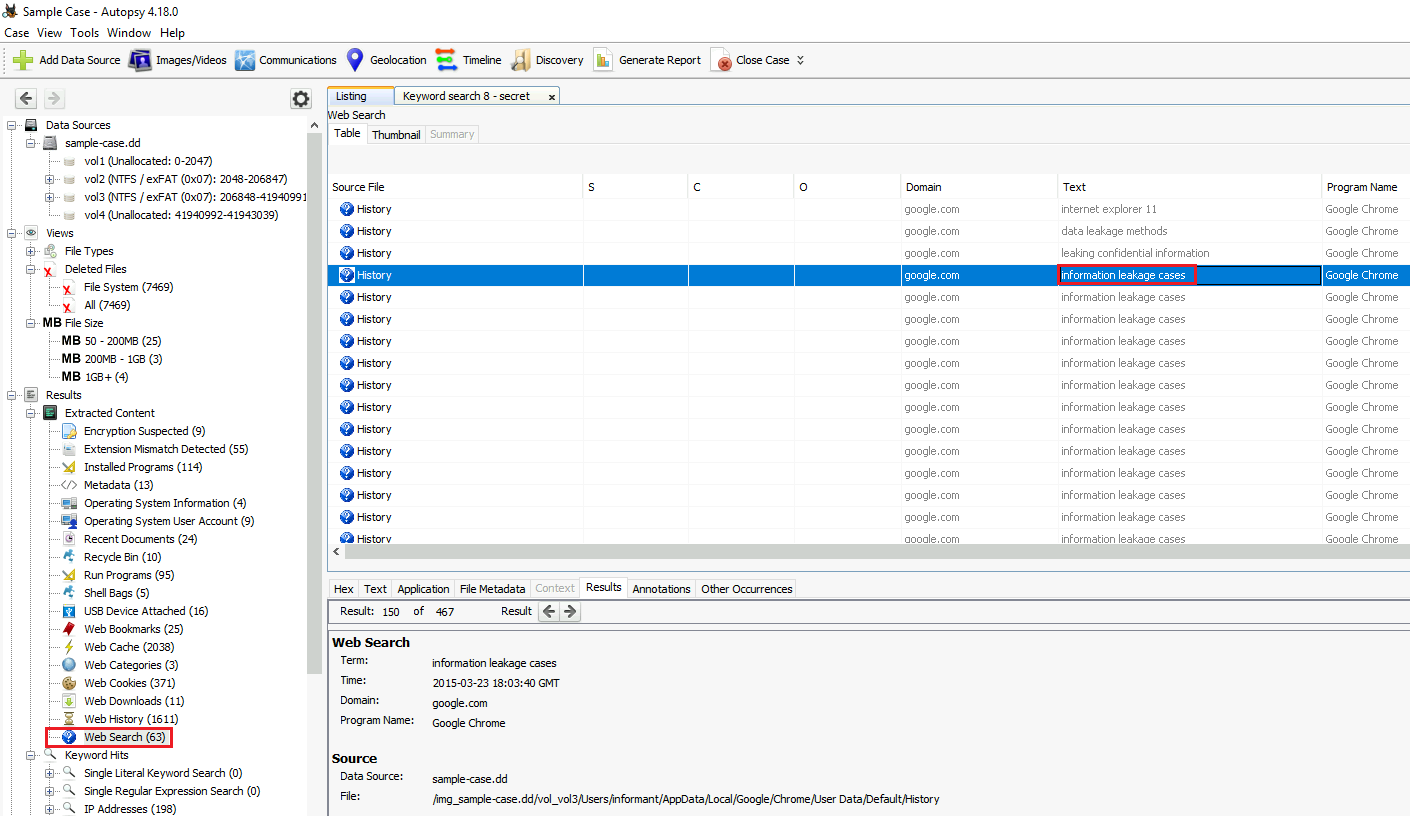 Sample Case - Autopsy 4.18.0
Case View Tools Window Help
Add Data Source Images/Videos Communications Geolocation Timeline Discovery Generate Report Close Case
Data Sources
sample-case.dd
vol1 (Unallocated: 0-2047)
vol2 (NTFS / exFAT (0x07): 2048-206847)
vol3 (NTFS / exFAT (0x07): 206848-41940991
vol4 (Unallocated: 41940992-41943039)
Views
File Types
Deleted Files
File System (7469)
All (7469)
MB File Size
MB 50 - 200MB (25)
MB 200MB - 1GB (3)
MB 1GB+ (4)
Results
Extracted Content
Encryption Suspected (9)
Extension Mismatch Detected (55)
Installed Programs (114)
Metadata (13)
Operating System Information (4)
Operating System User Account (9)
Recent Documents (24)
Recycle Bin (10)
Run Programs (95)
Shell Bags (5)
USB Device Attached (16)
Web Bookmarks (25)
Web Cache (2038)
Web Categories (3)
Web Cookies (371)
Web Downloads (11)
Web History (1611)
Web Search (63)
Keyword Hits
Single Literal Keyword Search (0)
Single Regular Expression Search (0)
IP Addresses (198)
Listing Keyword search 8 - secret x
Web Search
Table Thumbnail Summary
Source File S C O Domain Text Program Name
History google.com internet explorer 11 Google Chrome
History google.com data leakage methods Google Chrome
History google.com leaking confidential information Google Chrome
History google.com information leakage cases Google Chrome
History google.com information leakage cases Google Chrome
History google.com information leakage cases Google Chrome
History google.com information leakage cases Google Chrome
History google.com information leakage cases Google Chrome
History google.com information leakage cases Google Chrome
History google.com information leakage cases Google Chrome
History google.com information leakage cases Google Chrome
History google.com information leakage cases Google Chrome
History google.com information leakage cases Google Chrome
History google.com information leakage cases Google Chrome
History google.com information leakage cases Google Chrome
History google.com information leakage cases Google Chrome
Hex Text Application File Metadata Context Results Annotations Other Occurrences
Result: 150 of 467 Result
Web Search
Term: information leakage cases
Time: 2015-03-23 18:03:40 GMT
Domain: google.com
Program Name: Google Chrome
Source
Data Source: sample-case.dd
File: /img_sample-case.dd/vol_vol3/Users/informant/AppData/Local/Google/Chrome/User Data/Default/History